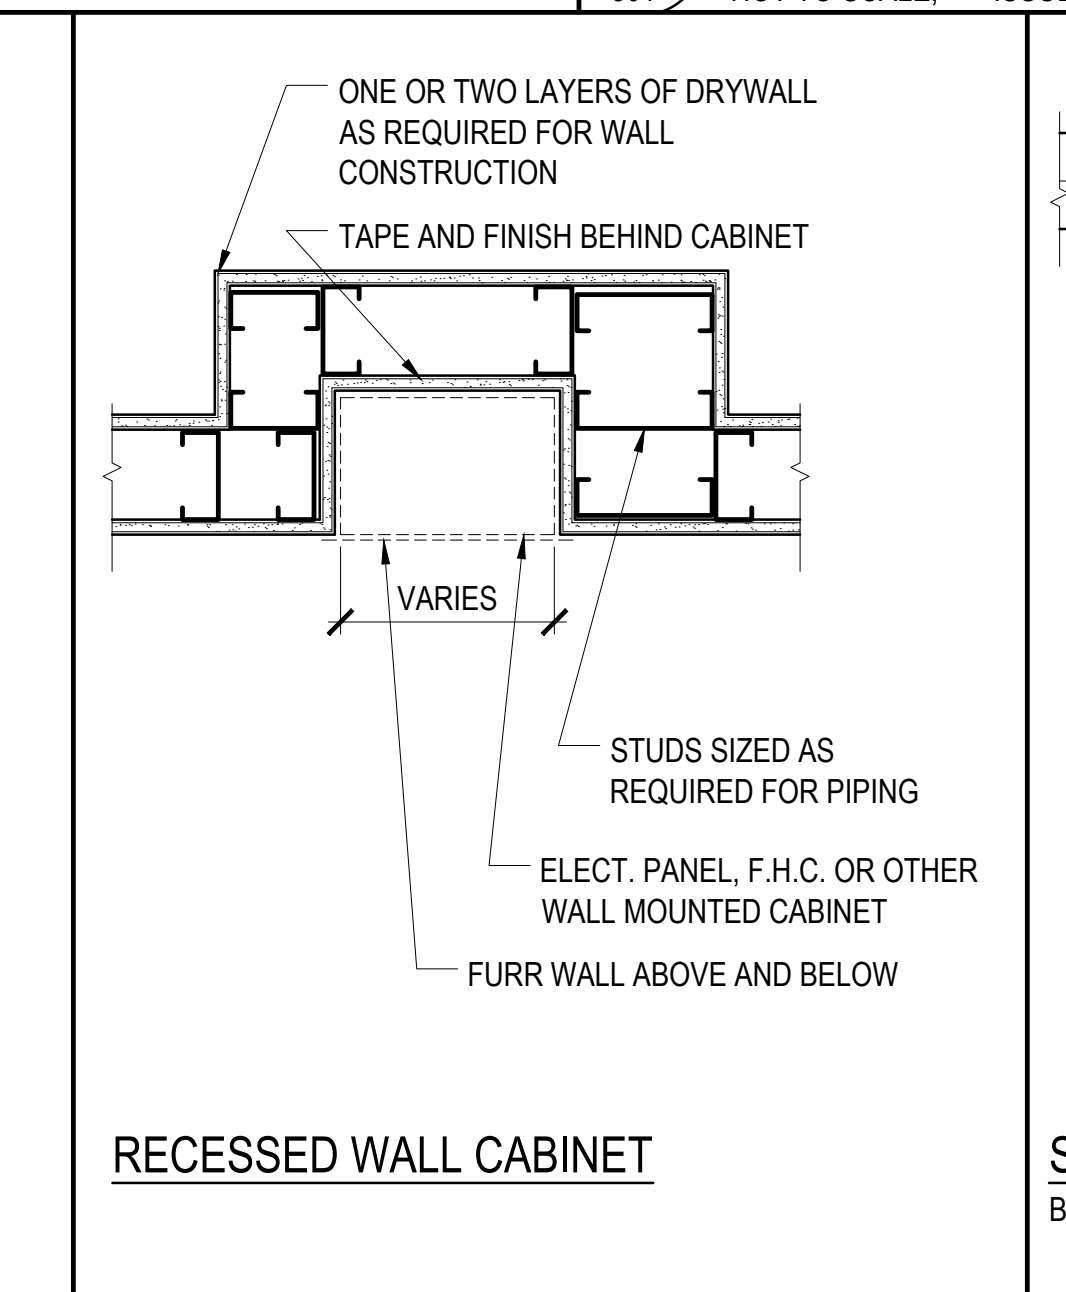 ONE OR TWO LAYERS OF DRYWALL
AS REQUIRED FOR WALL
CONSTRUCTION
TAPE AND FINISH BEHIND CABINET
VARIES
STUDS SIZED AS
REQUIRED FOR PIPING
ELECT. PANEL, F.H.C. OR OTHER
WALL MOUNTED CABINET
FURR WALL ABOVE AND BELOW
RECESSED WALL CABINET